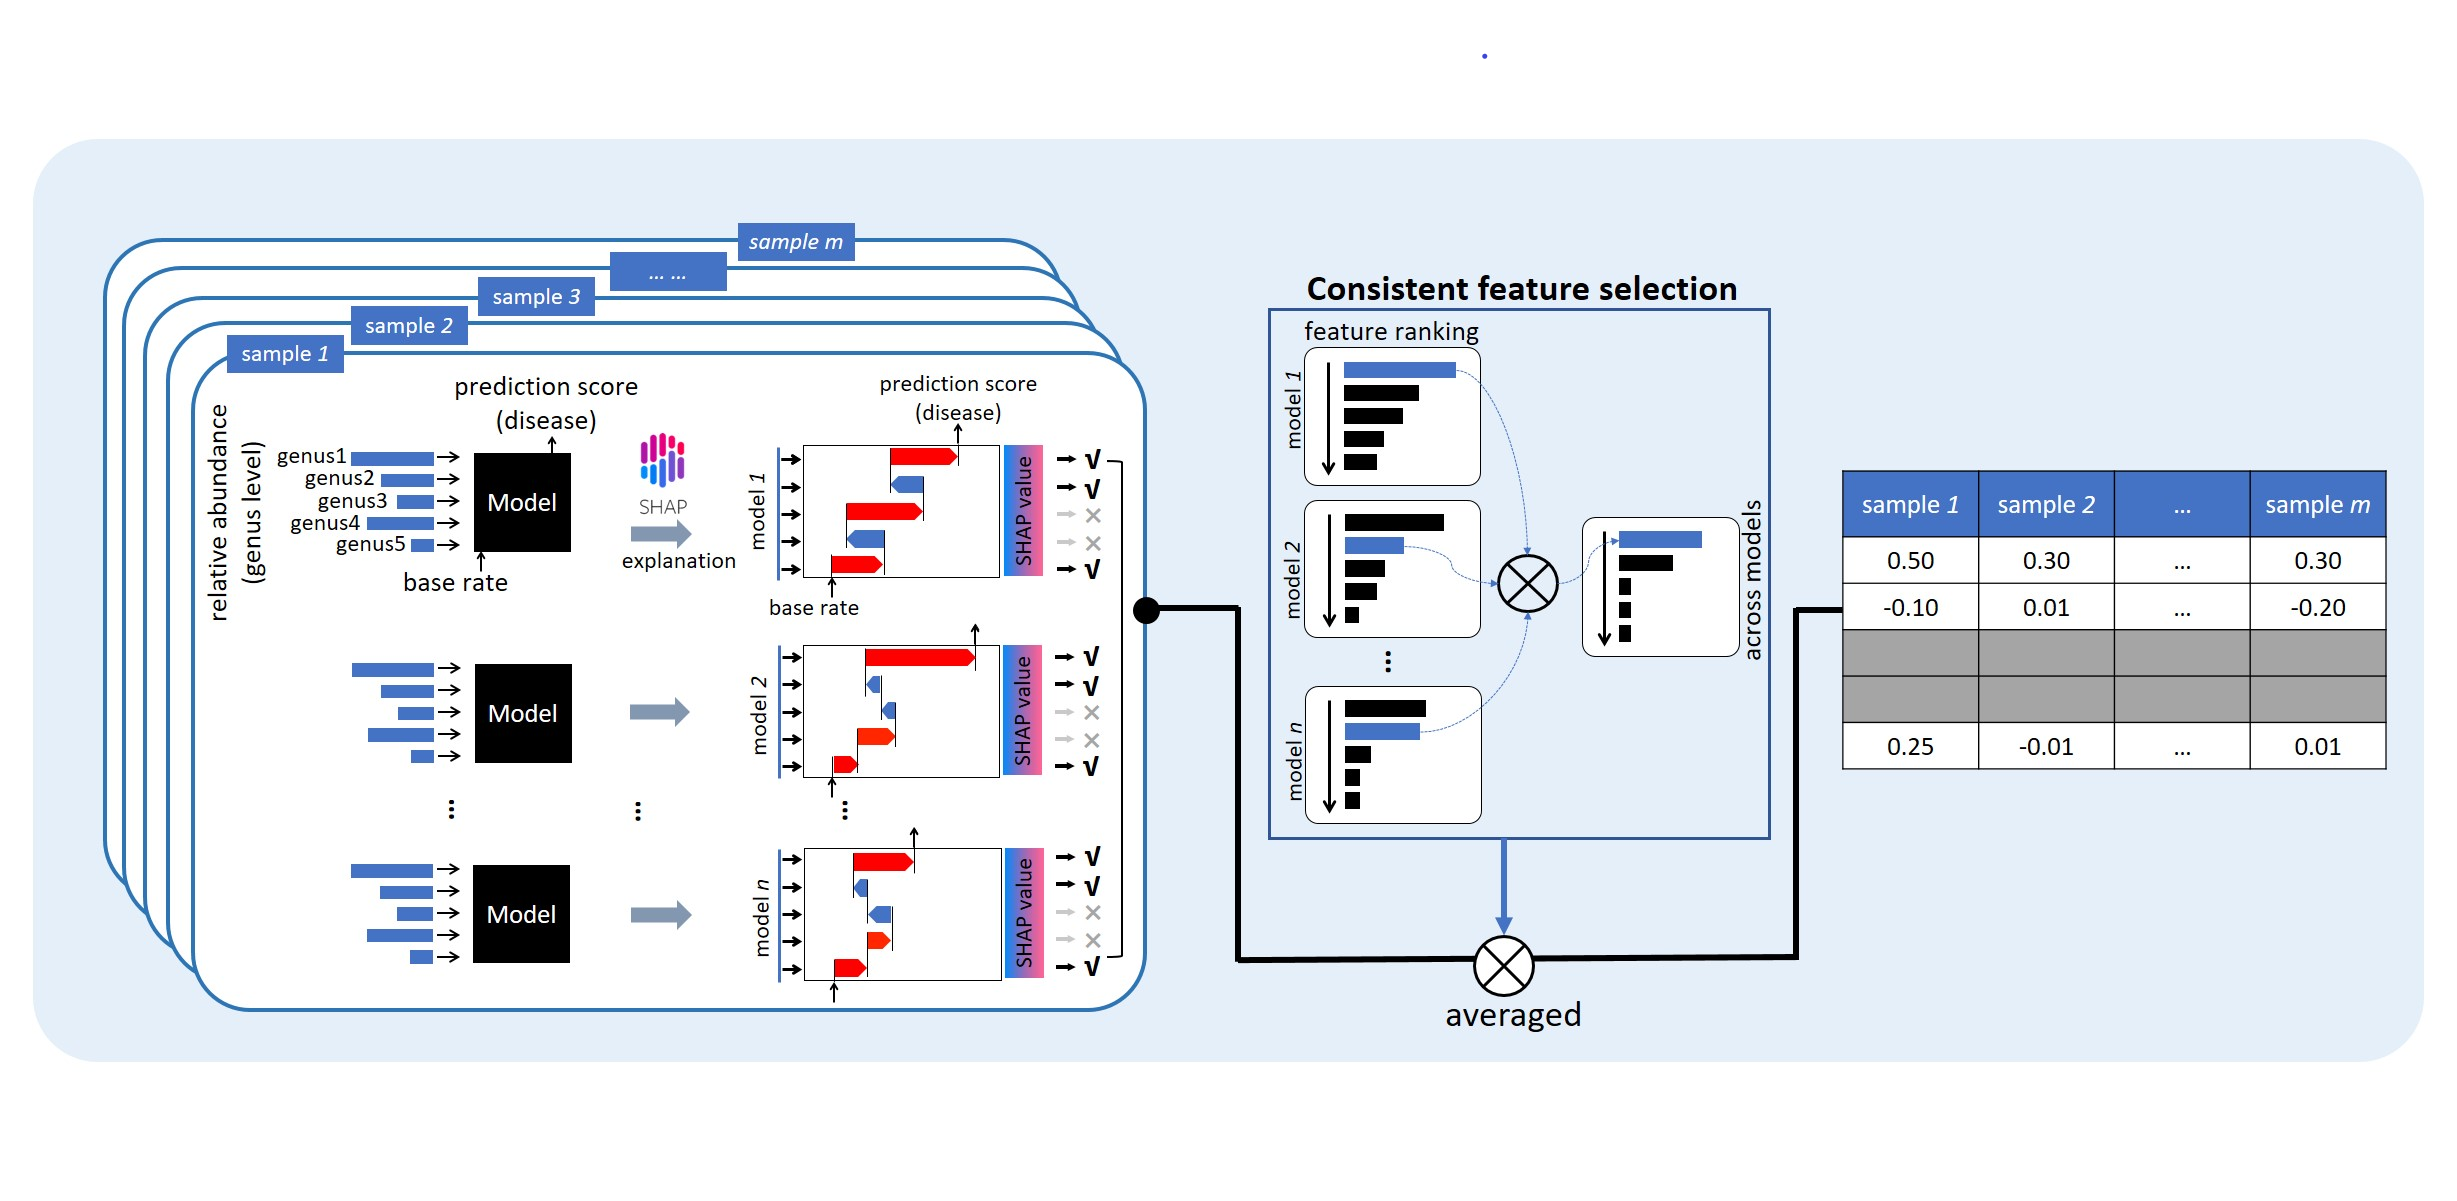 sample m
... ...
sample 3
sample 2
sample 1
relative abundance
(genus level)
prediction score
(disease)
genus1
genus2
genus3
genus4
genus5
Model
base rate
SHAP
explanation
prediction score
(disease)
model 1
SHAP value
√
√
×
×
√
base rate
Model
model 2
SHAP value
√
√
×
×
√
...
...
...
Model
model n
SHAP value
√
√
×
×
√
Consistent feature selection
feature ranking
model 1
model 2
...
model n
across models
averaged
sample 1 sample 2 ... sample m
0.50 0.30 ... 0.30
-0.10 0.01 ... -0.20
0.25 -0.01 ... 0.01